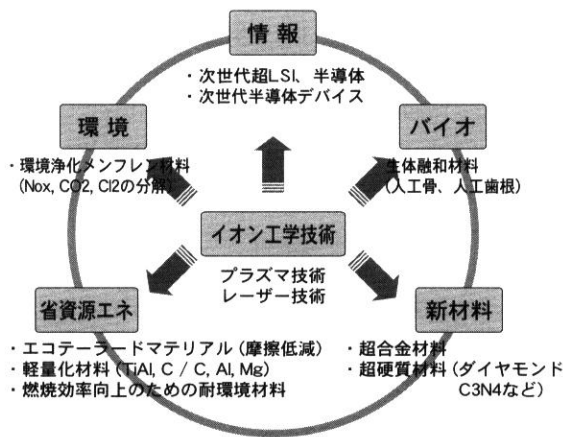 情報
・次世代超LSI、半導体
・次世代半導体デバイス
環境
・環境浄化メンフレン材料
(Nox, CO2, Cl2の分解)
バイオ
生体融和材料
(人工骨、人工歯根)
イオン工学技術
プラズマ技術
レーザー技術
省資源エネ
・エコテーラードマテリアル(摩擦低減)
・軽量化材料(TiAl, C / C, Al, Mg)
・燃焼効率向上のための耐環境材料
新材料
・超合金材料
・超硬質材料(ダイヤモンド
C3N4など)